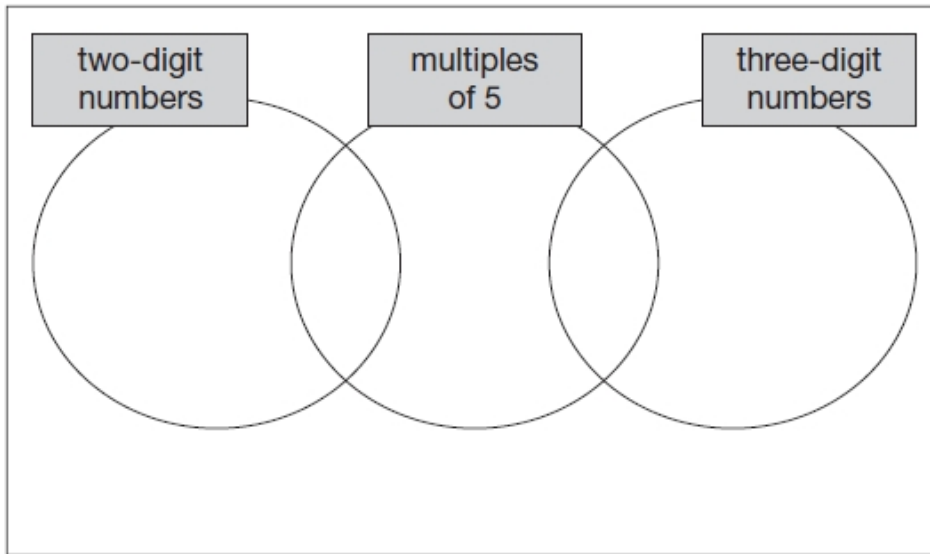 two-digit
numbers
multiples
of 5
three-digit
numbers